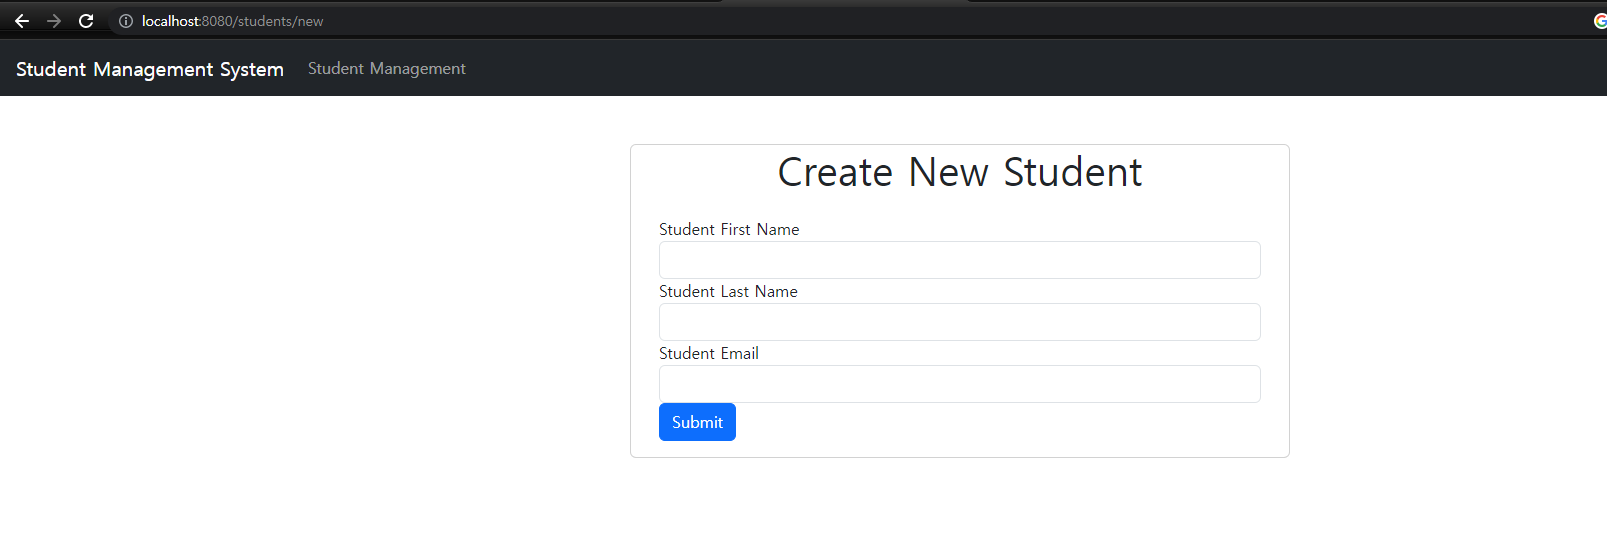 localhost:8080/students/new
Student Management System Student Management
Create New Student
Student First Name
Student Last Name
Student Email
Submit